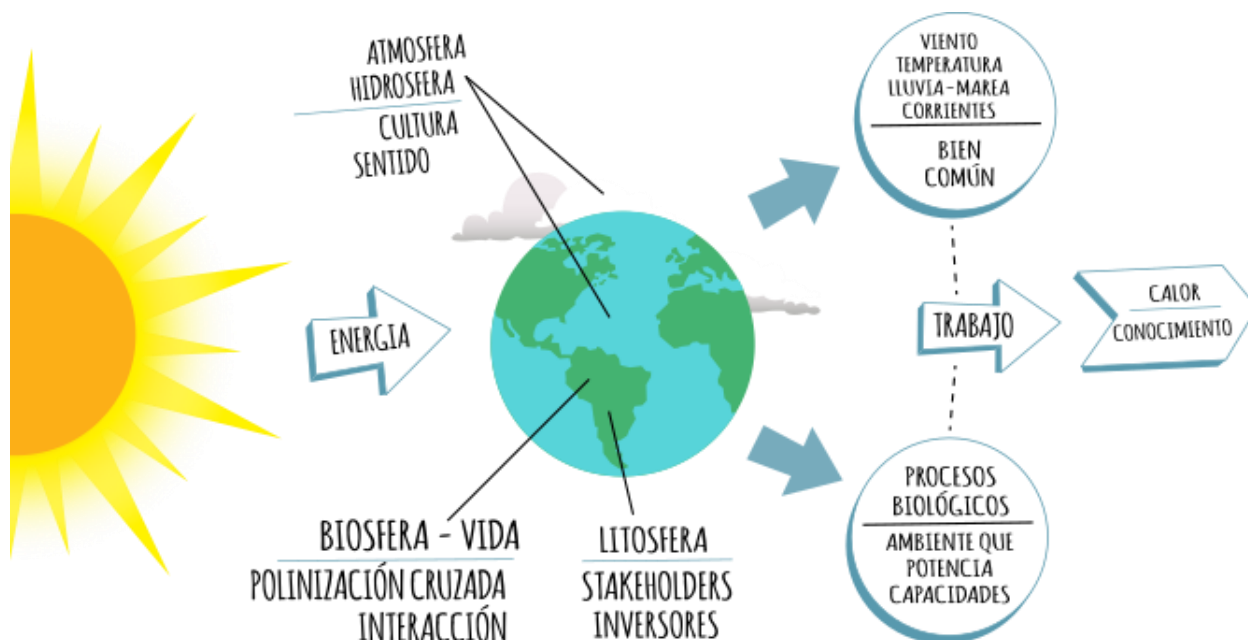 ATMOSFERA
HIDROSFERA
CULTURA
SENTIDO
ENERGIA
BIOSFERA - VIDA
POLINIZACIÓN CRUZADA
INTERACCIÓN
LITOSFERA
STAKEHOLDERS
INVERSORES
VIENTO
TEMPERATURA
LLUVIA-MAREA
CORRIENTES
BIEN
COMÚN
TRABAJO
CALOR
CONOCIMIENTO
PROCESOS
BIOLÓGICOS
AMBIENTE QUE
POTENCIA
CAPACIDADES